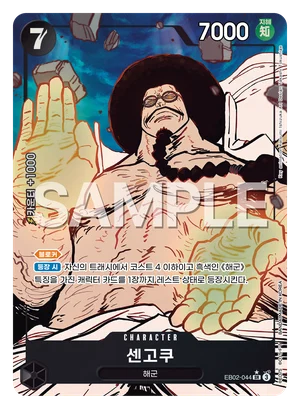 7
7000
지혜
知
카운터 +1000
SAMPLE
블로커
등장 시 자신의 트래시에서 코스트 4 이하이고 흑색인 《해군》
특징을 가진 캐릭터 카드를 1장까지 레스트 상태로 등장시킨다.
CHARACTER
센고쿠
해군
EB02-044 SR
3